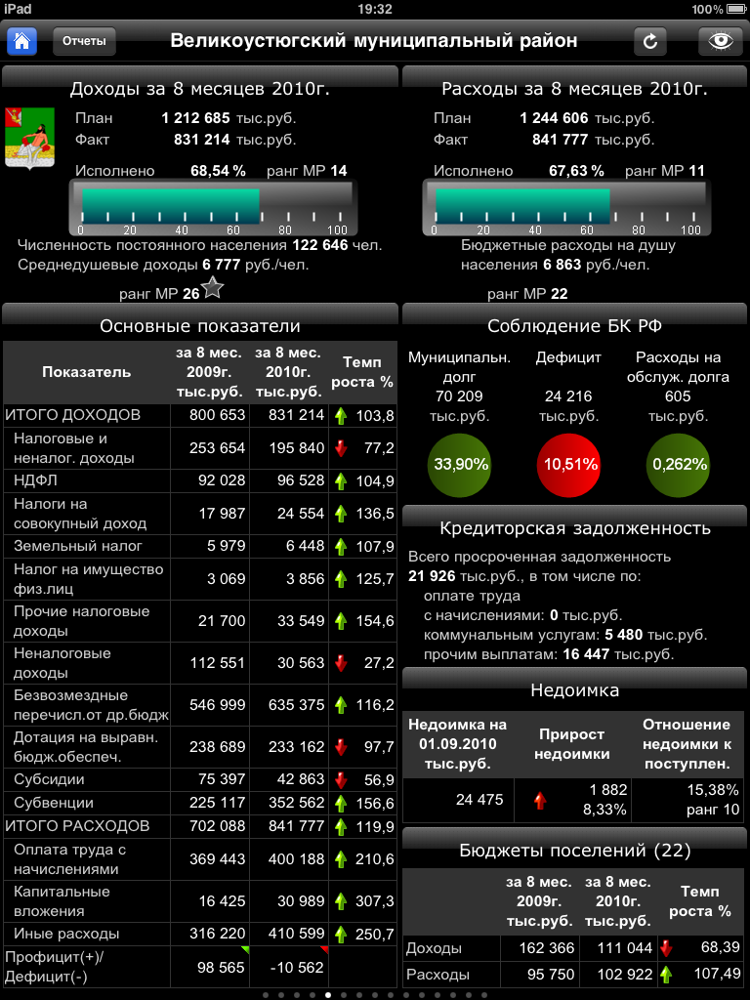 iPad 19:32 100%
Отчеты Великоустюгский муниципальный район
Доходы за 8 месяцев 2010г.
План 1 212 685 тыс.руб.
Факт 831 214 тыс.руб.
Исполнено 68,54 % ранг МР 14
0 20 40 60 80 100
Численность постоянного населения 122 646 чел.
Среднедушевые доходы 6 777 руб./чел.
ранг МР 26
Расходы за 8 месяцев 2010г.
План 1 244 606 тыс.руб.
Факт 841 777 тыс.руб.
Исполнено 67,63 % ранг МР 11
0 20 40 60 80 100
Бюджетные расходы на душу
населения 6 863 руб./чел.
ранг МР 22
Основные показатели
Показатель за 8 мес. 2009г. тыс.руб. за 8 мес. 2010г. тыс.руб. Темп роста %
ИТОГО ДОХОДОВ 800 653 831 214 103,8
Налоговые и
неналог. доходы 253 654 195 840 77,2
НДФЛ 92 028 96 528 104,9
Налоги на
совокупный доход 17 987 24 554 136,5
Земельный налог 5 979 6 448 107,9
Налог на имущество
физ.лиц 3 069 3 856 125,7
Прочие налоговые
доходы 21 700 33 549 154,6
Неналоговые
доходы 112 551 30 563 27,2
Безвозмездные
перечисл.от др.бюдж 546 999 635 375 116,2
Дотация на выравн.
бюдж.обеспеч. 238 689 233 162 97,7
Субсидии 75 397 42 863 56,9
Субвенции 225 117 352 562 156,6
ИТОГО РАСХОДОВ 702 088 841 777 119,9
Оплата труда с
начислениями 369 443 400 188 210,6
Капитальные
вложения 16 425 30 989 307,3
Иные расходы 316 220 410 599 250,7
Профицит(+)/
Дефицит(-) 98 565 -10 562
Соблюдение БК РФ
Муниципальн. Дефицит Расходы на
долг обслуж. долга
70 209 24 216 605
тыс.руб. тыс.руб. тыс.руб.
33,90% 10,51% 0,262%
Кредиторская задолженность
Всего просроченная задолженность
21 926 тыс.руб., в том числе по:
оплате труда
с начислениями: 0 тыс.руб.
коммунальным услугам: 5 480 тыс.руб.
прочим выплатам: 16 447 тыс.руб.
Недоимка
Недоимка на 01.09.2010 тыс.руб. Прирост недоимки Отношение недоимки к поступлен.
24 475 1 882 15,38%
8,33% ранг 10
Бюджеты поселений (22)
за 8 мес. 2009г. тыс.руб. за 8 мес. 2010г. тыс.руб. Темп роста %
Доходы 162 366 111 044 68,39
Расходы 95 750 102 922 107,49